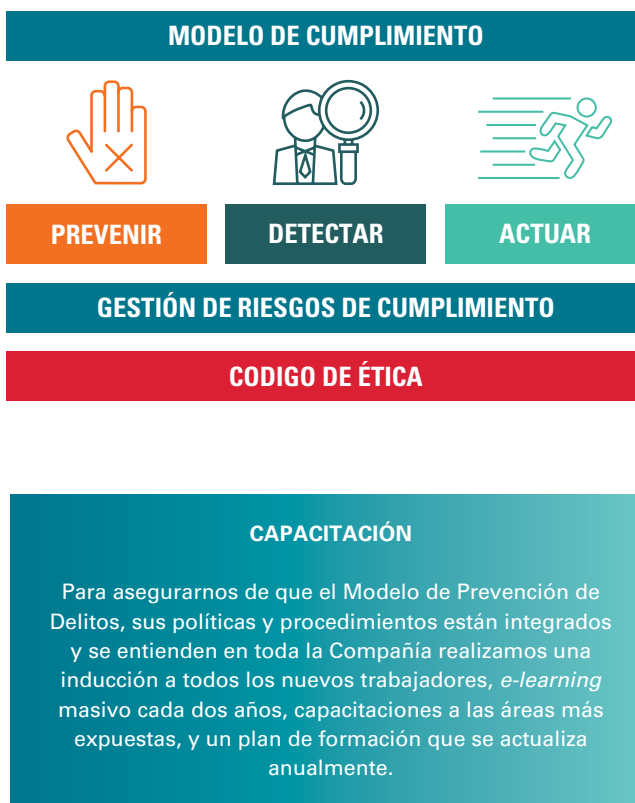 MODELO DE CUMPLIMIENTO
PREVENIR
DETECTAR
ACTUAR
GESTIÓN DE RIESGOS DE CUMPLIMIENTO
CODIGO DE ÉTICA
CAPACITACIÓN
Para asegurarnos de que el Modelo de Prevención de
Delitos, sus políticas y procedimientos están integrados
y se entienden en toda la Compañía realizamos una
inducción a todos los nuevos trabajadores, e-learning
masivo cada dos años, capacitaciones a las áreas más
expuestas, y un plan de formación que se actualiza
anualmente.